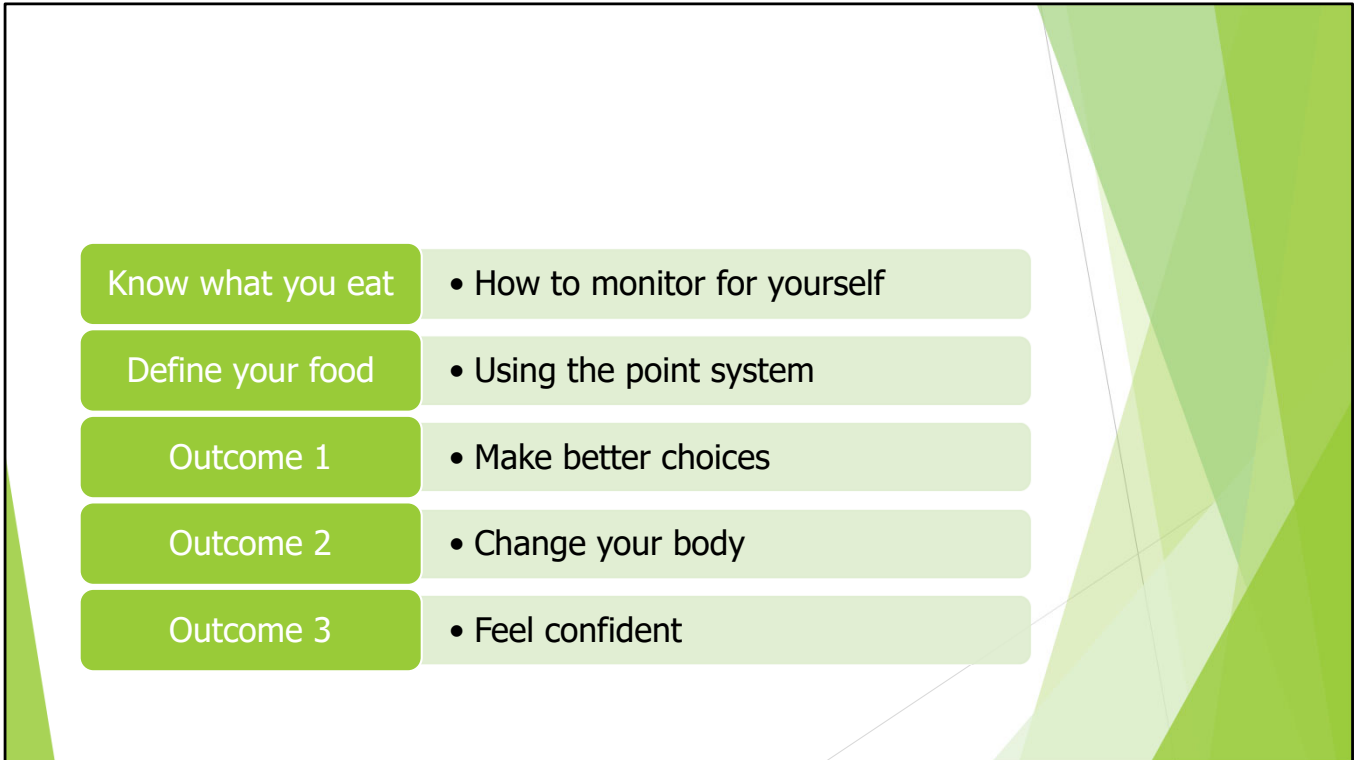 Know what you eat • How to monitor for yourself
Define your food • Using the point system
Outcome 1 • Make better choices
Outcome 2 • Change your body
Outcome 3 • Feel confident